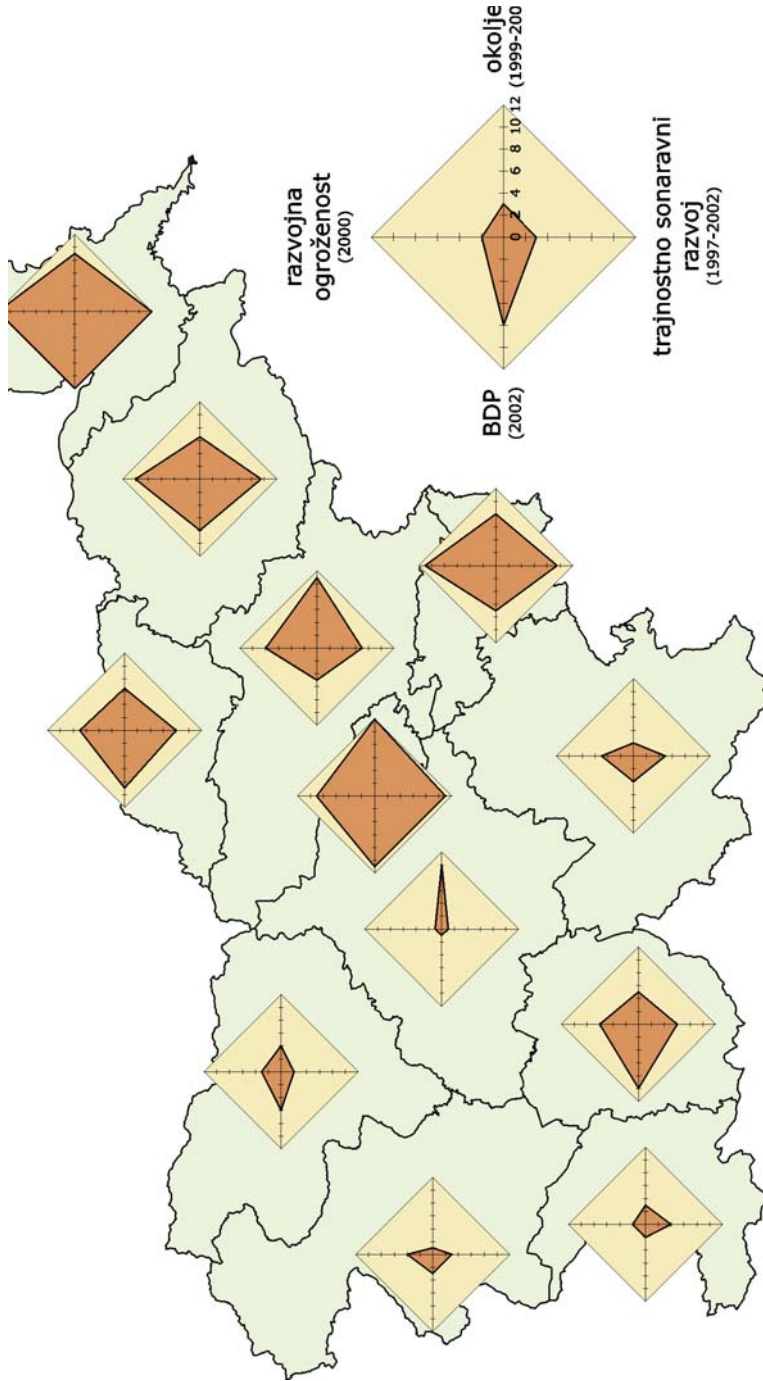 razvojna
ogroženost
(2000)
okolje
(1999-200
0 2 4 6 8 10 12
BDP
(2002)
trajnostno sonaravni
razvoj
(1997-2002)